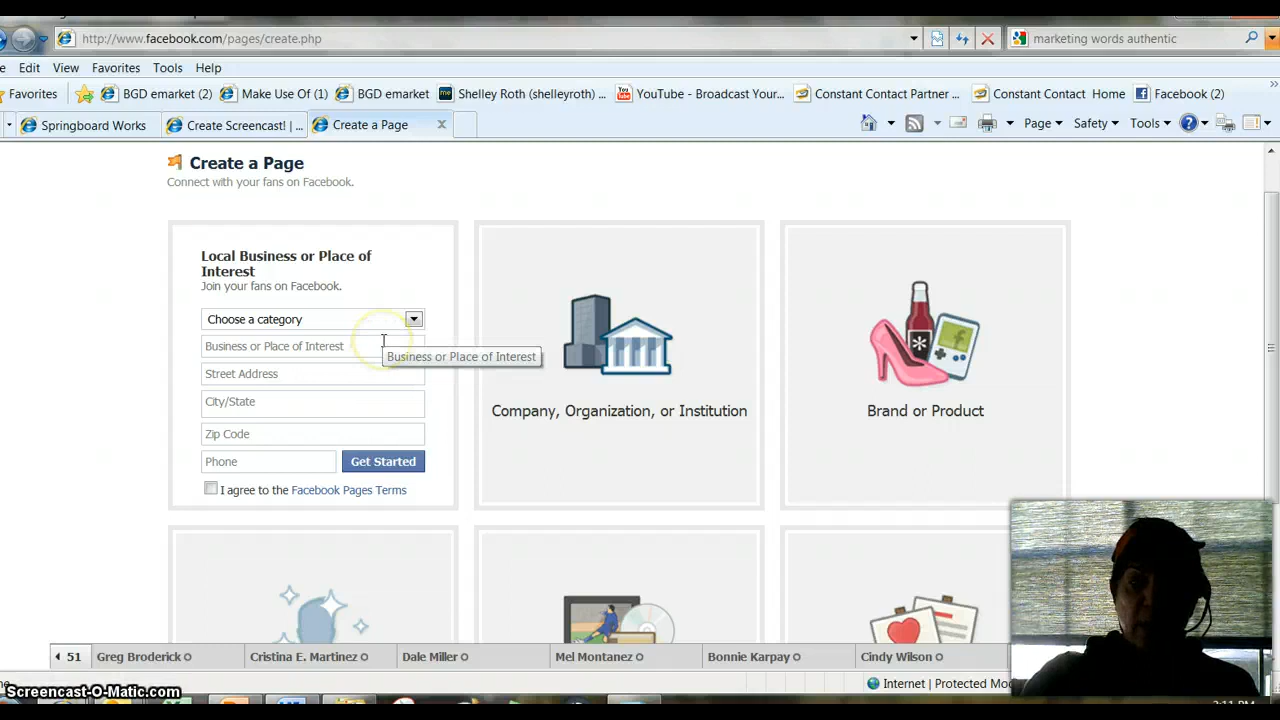 http://www.facebook.com/pages/create.php
marketing words authentic
Edit View Favorites Tools Help
Favorites BGD emarket (2) Make Use Of (1) BGD emarket Shelley Roth (shelleyroth) ... YouTube - Broadcast Your... Constant Contact Partner ... Constant Contact Home Facebook (2)
Springboard Works Create Screencast! | ... Create a Page Page Safety Tools
Create a Page
Connect with your fans on Facebook.
Local Business or Place of
Interest
Join your fans on Facebook.
Choose a category
Business or Place of Interest
Business or Place of Interest
Street Address
City/State
Zip Code
Phone Get Started
I agree to the Facebook Pages Terms
Company, Organization, or Institution
Brand or Product
51 Greg Broderick Cristina E. Martinez Dale Miller Mel Montanez Bonnie Karpay Cindy Wilson
Internet | Protected
Screencast-O-Matic.com